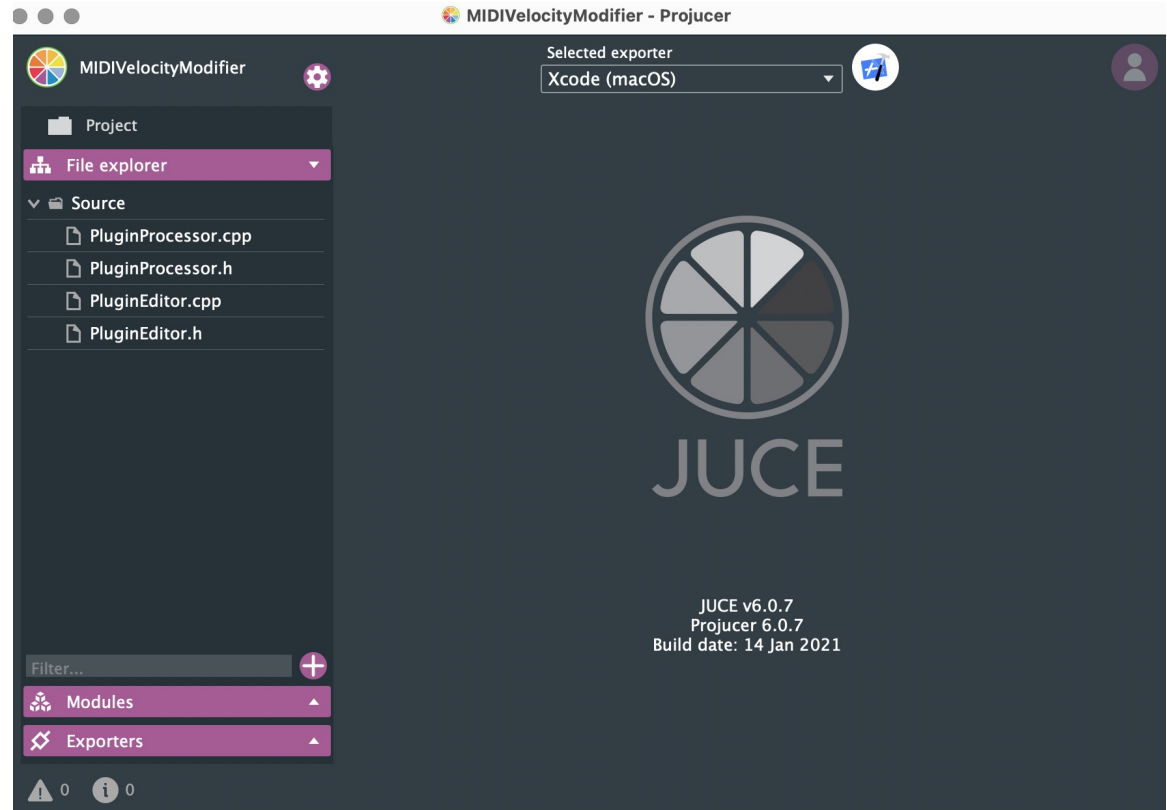 MIDIVelocityModifier - Projucer
MIDIVelocityModifier
Selected exporter
Xcode (macOS)
Project
File explorer
Source
PluginProcessor.cpp
PluginProcessor.h
PluginEditor.cpp
PluginEditor.h
JUCE
JUCE v6.0.7
Projucer 6.0.7
Build date: 14 Jan 2021
Filter...
Modules
Exporters
0 0